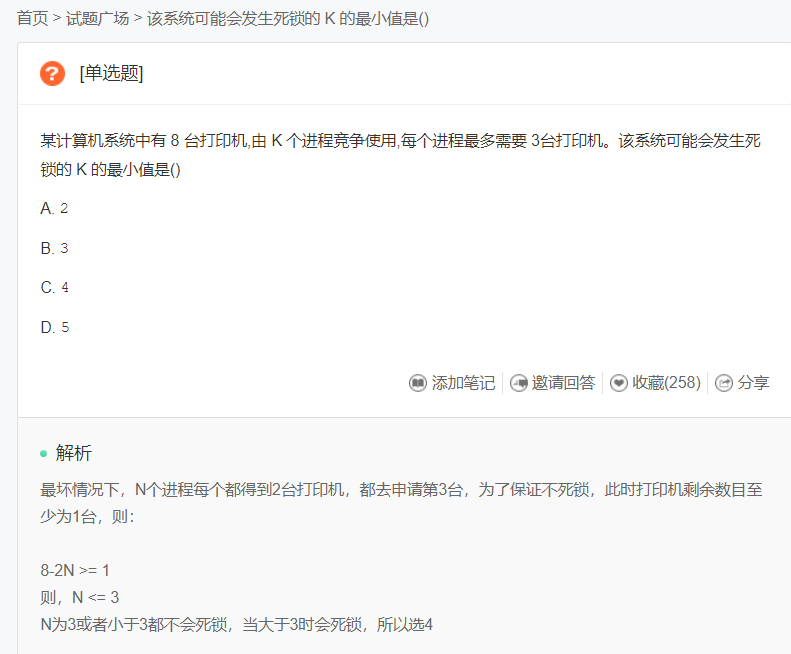 首页 > 试题广场 > 该系统可能会发生死锁的 K 的最小值是()
? [单选题]
某计算机系统中有 8 台打印机,由 K 个进程竞争使用,每个进程最多需要 3台打印机。该系统可能会发生死
锁的 K 的最小值是()
A. 2
B. 3
C. 4
D. 5
添加笔记 邀请回答 收藏(258) 分享
解析
最坏情况下，N个进程每个都得到2台打印机，都去申请第3台，为了保证不死锁，此时打印机剩余数目至
少为1台，则：
8-2N >= 1
则，N <= 3
N为3或者小于3都不会死锁，当大于3时会死锁，所以选4